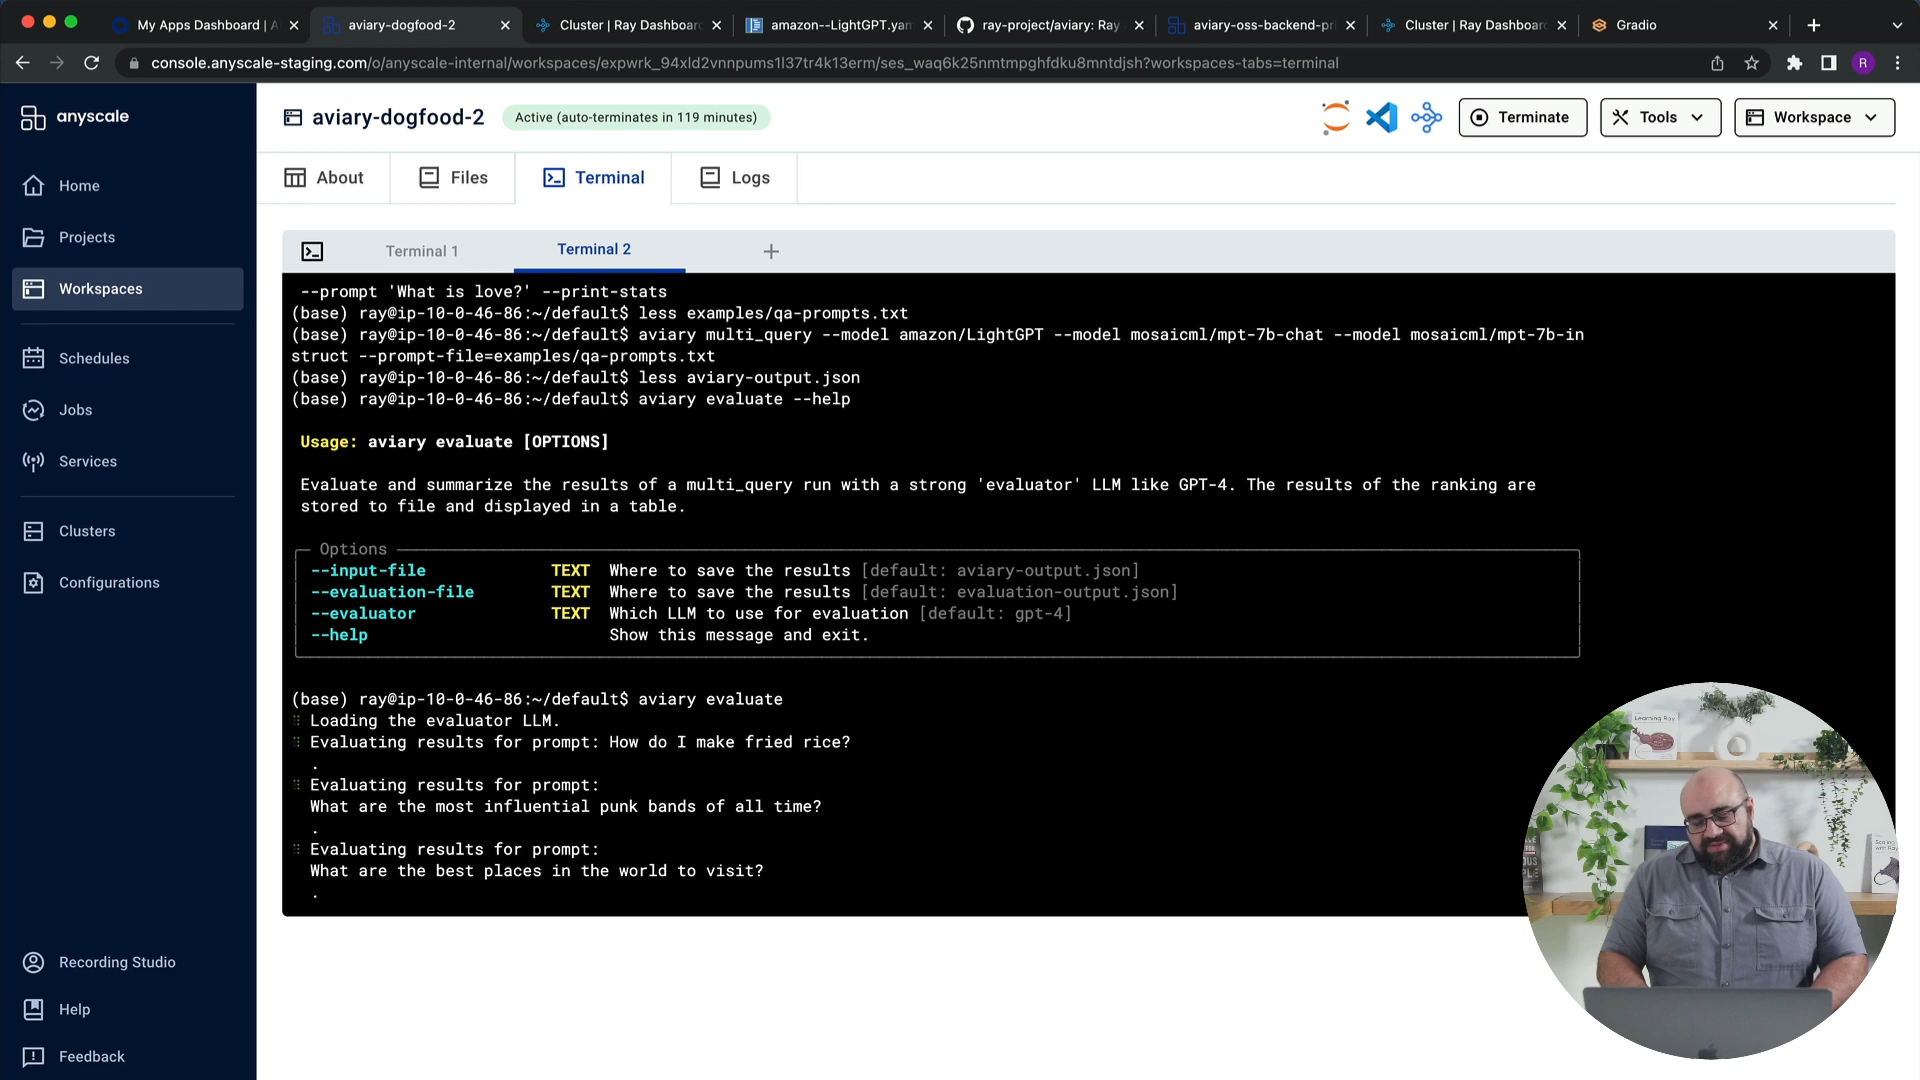 My Apps Dashboard | A
aviary-dogfood-2
Cluster | Ray Dashboard
amazon--LightGPT.yam
ray-project/aviary: Ray
aviary-oss-backend-pri
Cluster | Ray Dashboard
Gradio
console.anyscale-staging.com/o/anyscale-internal/workspaces/expwrk_94xld2vnnpums1l37tr4k13erm/ses_waq6k25nmtmpghfdku8mntdjsh?workspaces-tabs=terminal
R
anyscale
aviary-dogfood-2
Active (auto-terminates in 119 minutes)
Terminate
Tools
Workspace
About
Files
Terminal
Logs
Home
Projects
Workspaces
Schedules
Jobs
Services
Clusters
Configurations
Recording Studio
Help
Feedback
Terminal 1
Terminal 2
--prompt 'What is love?' --print-stats
(base) ray@ip-10-0-46-86:~/default$ less examples/qa-prompts.txt
(base) ray@ip-10-0-46-86:~/default$ aviary multi_query --model amazon/LightGPT --model mosaicml/mpt-7b-chat --model mosaicml/mpt-7b-in
struct --prompt-file=examples/qa-prompts.txt
(base) ray@ip-10-0-46-86:~/default$ less aviary-output.json
(base) ray@ip-10-0-46-86:~/default$ aviary evaluate --help
Usage: aviary evaluate [OPTIONS]
Evaluate and summarize the results of a multi_query run with a strong 'evaluator' LLM like GPT-4. The results of the ranking are
stored to file and displayed in a table.
Options
--input-file TEXT Where to save the results [default: aviary-output.json]
--evaluation-file TEXT Where to save the results [default: evaluation-output.json]
--evaluator TEXT Which LLM to use for evaluation [default: gpt-4]
--help Show this message and exit.
(base) ray@ip-10-0-46-86:~/default$ aviary evaluate
Loading the evaluator LLM.
Evaluating results for prompt: How do I make fried rice?
.
Evaluating results for prompt:
What are the most influential punk bands of all time?
.
Evaluating results for prompt:
What are the best places in the world to visit?
.
Learning Ray